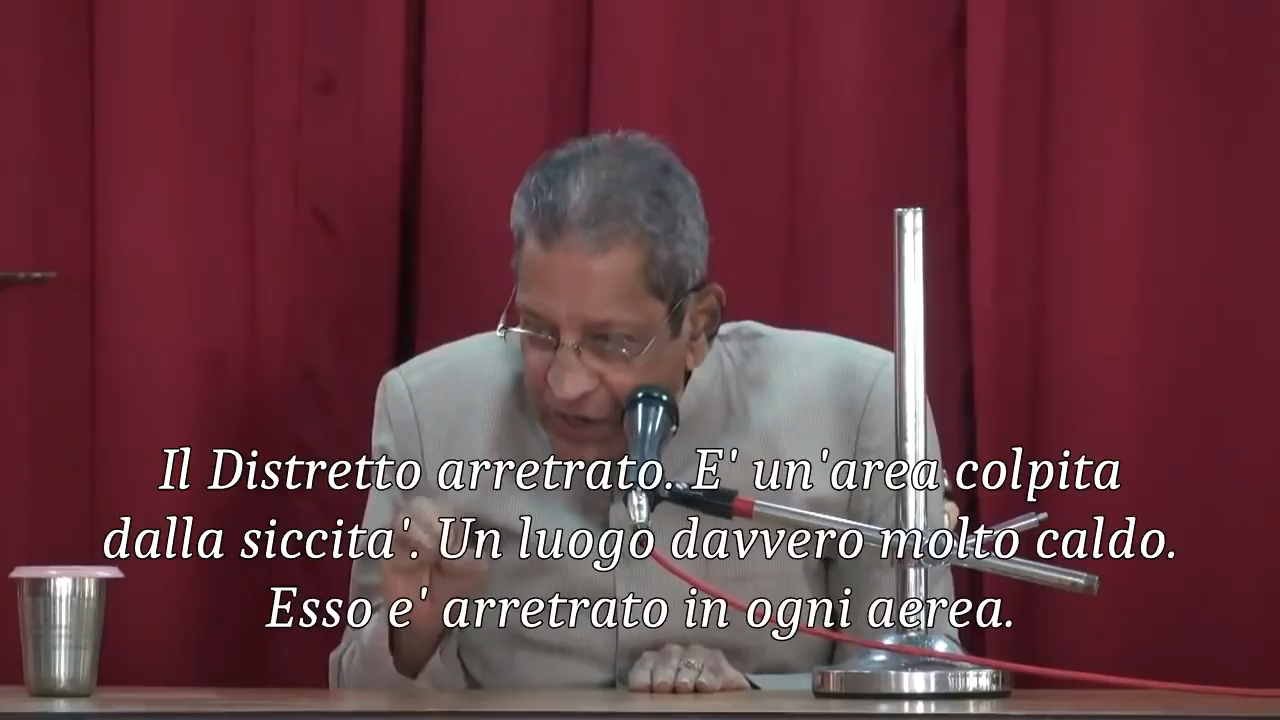 Il Distretto arretrato. E' un'area colpita
dalla siccita'. Un luogo davvero molto caldo.
Esso e' arretrato in ogni aerea.